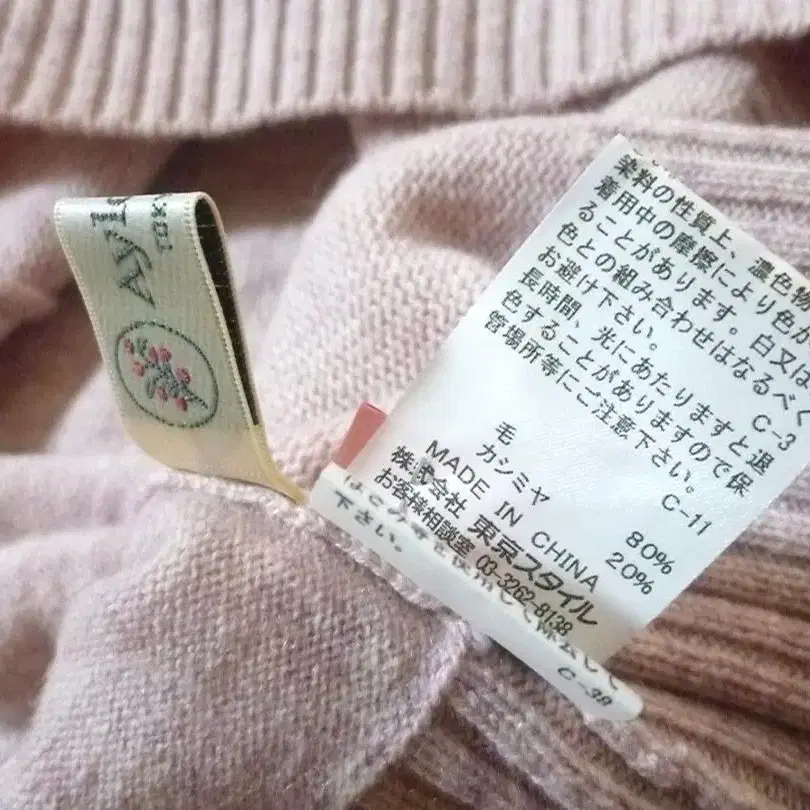 Ayl
TOKY
染料の性質上、濃色物
着用中の摩擦により色が
ることがあります。白又は
色との組み合わせはなるべく
お避け下さい。
C-3
長時間、光にあたりますと退
色することがありますので保
管場所等にご注意下さい。
C-11
毛 80%
カシミヤ 20%
MADE IN CHINA
株式会社 東京スタイル
お客様相談室 03-3262-8138
下さい。
C-38